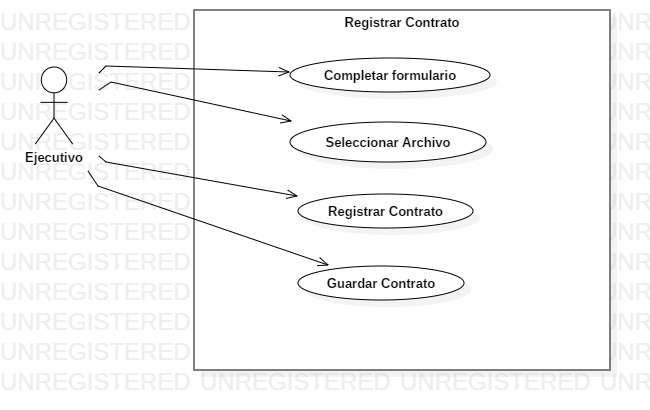 Registrar Contrato
Completar formulario
Seleccionar Archivo
Ejecutivo
Registrar Contrato
Guardar Contrato
UNREGISTERED UNREGISTERED UNREGISTERED